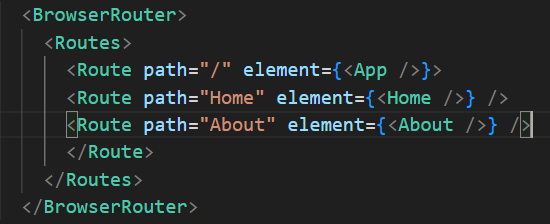 <BrowserRouter>
<Routes>
<Route path="/" element={<App />}>
<Route path="Home" element={<Home />} />
<Route path="About" element={<About />} />
</Route>
</Routes>
</BrowserRouter>